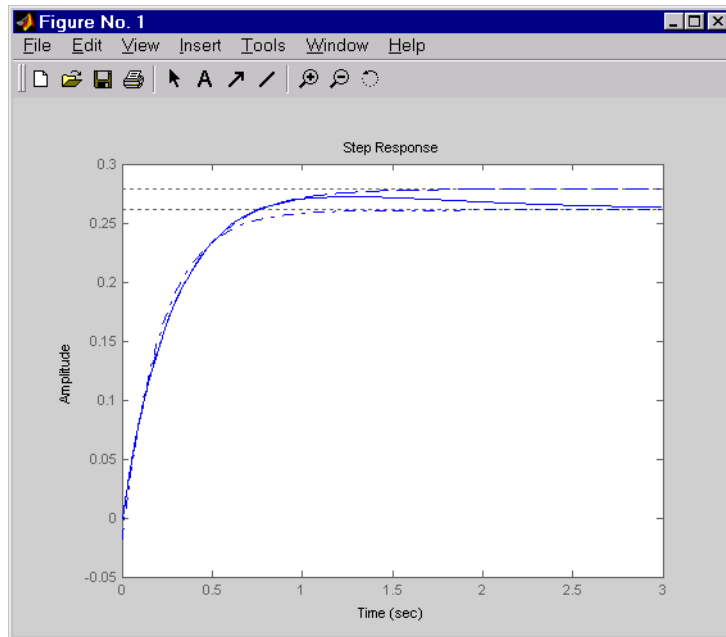 Figure No. 1
File Edit View Insert Tools Window Help
A
Step Response
0.3
0.25
0.2
0.15
0.1
0.05
0
-0.05
Amplitude
0 0.5 1 1.5 2 2.5 3
Time (sec)